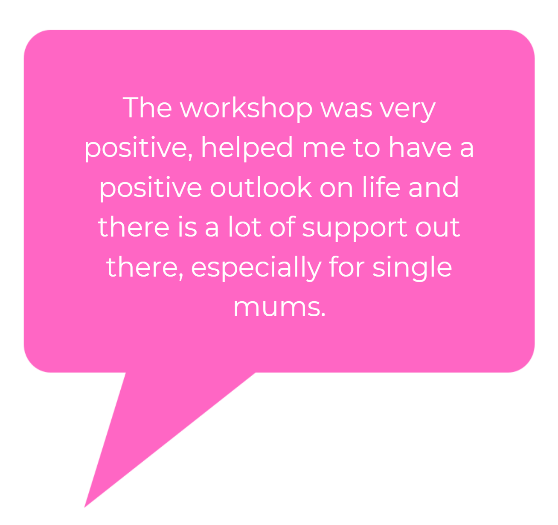 The workshop was very
positive, helped me to have a
positive outlook on life and
there is a lot of support out
there, especially for single
mums.